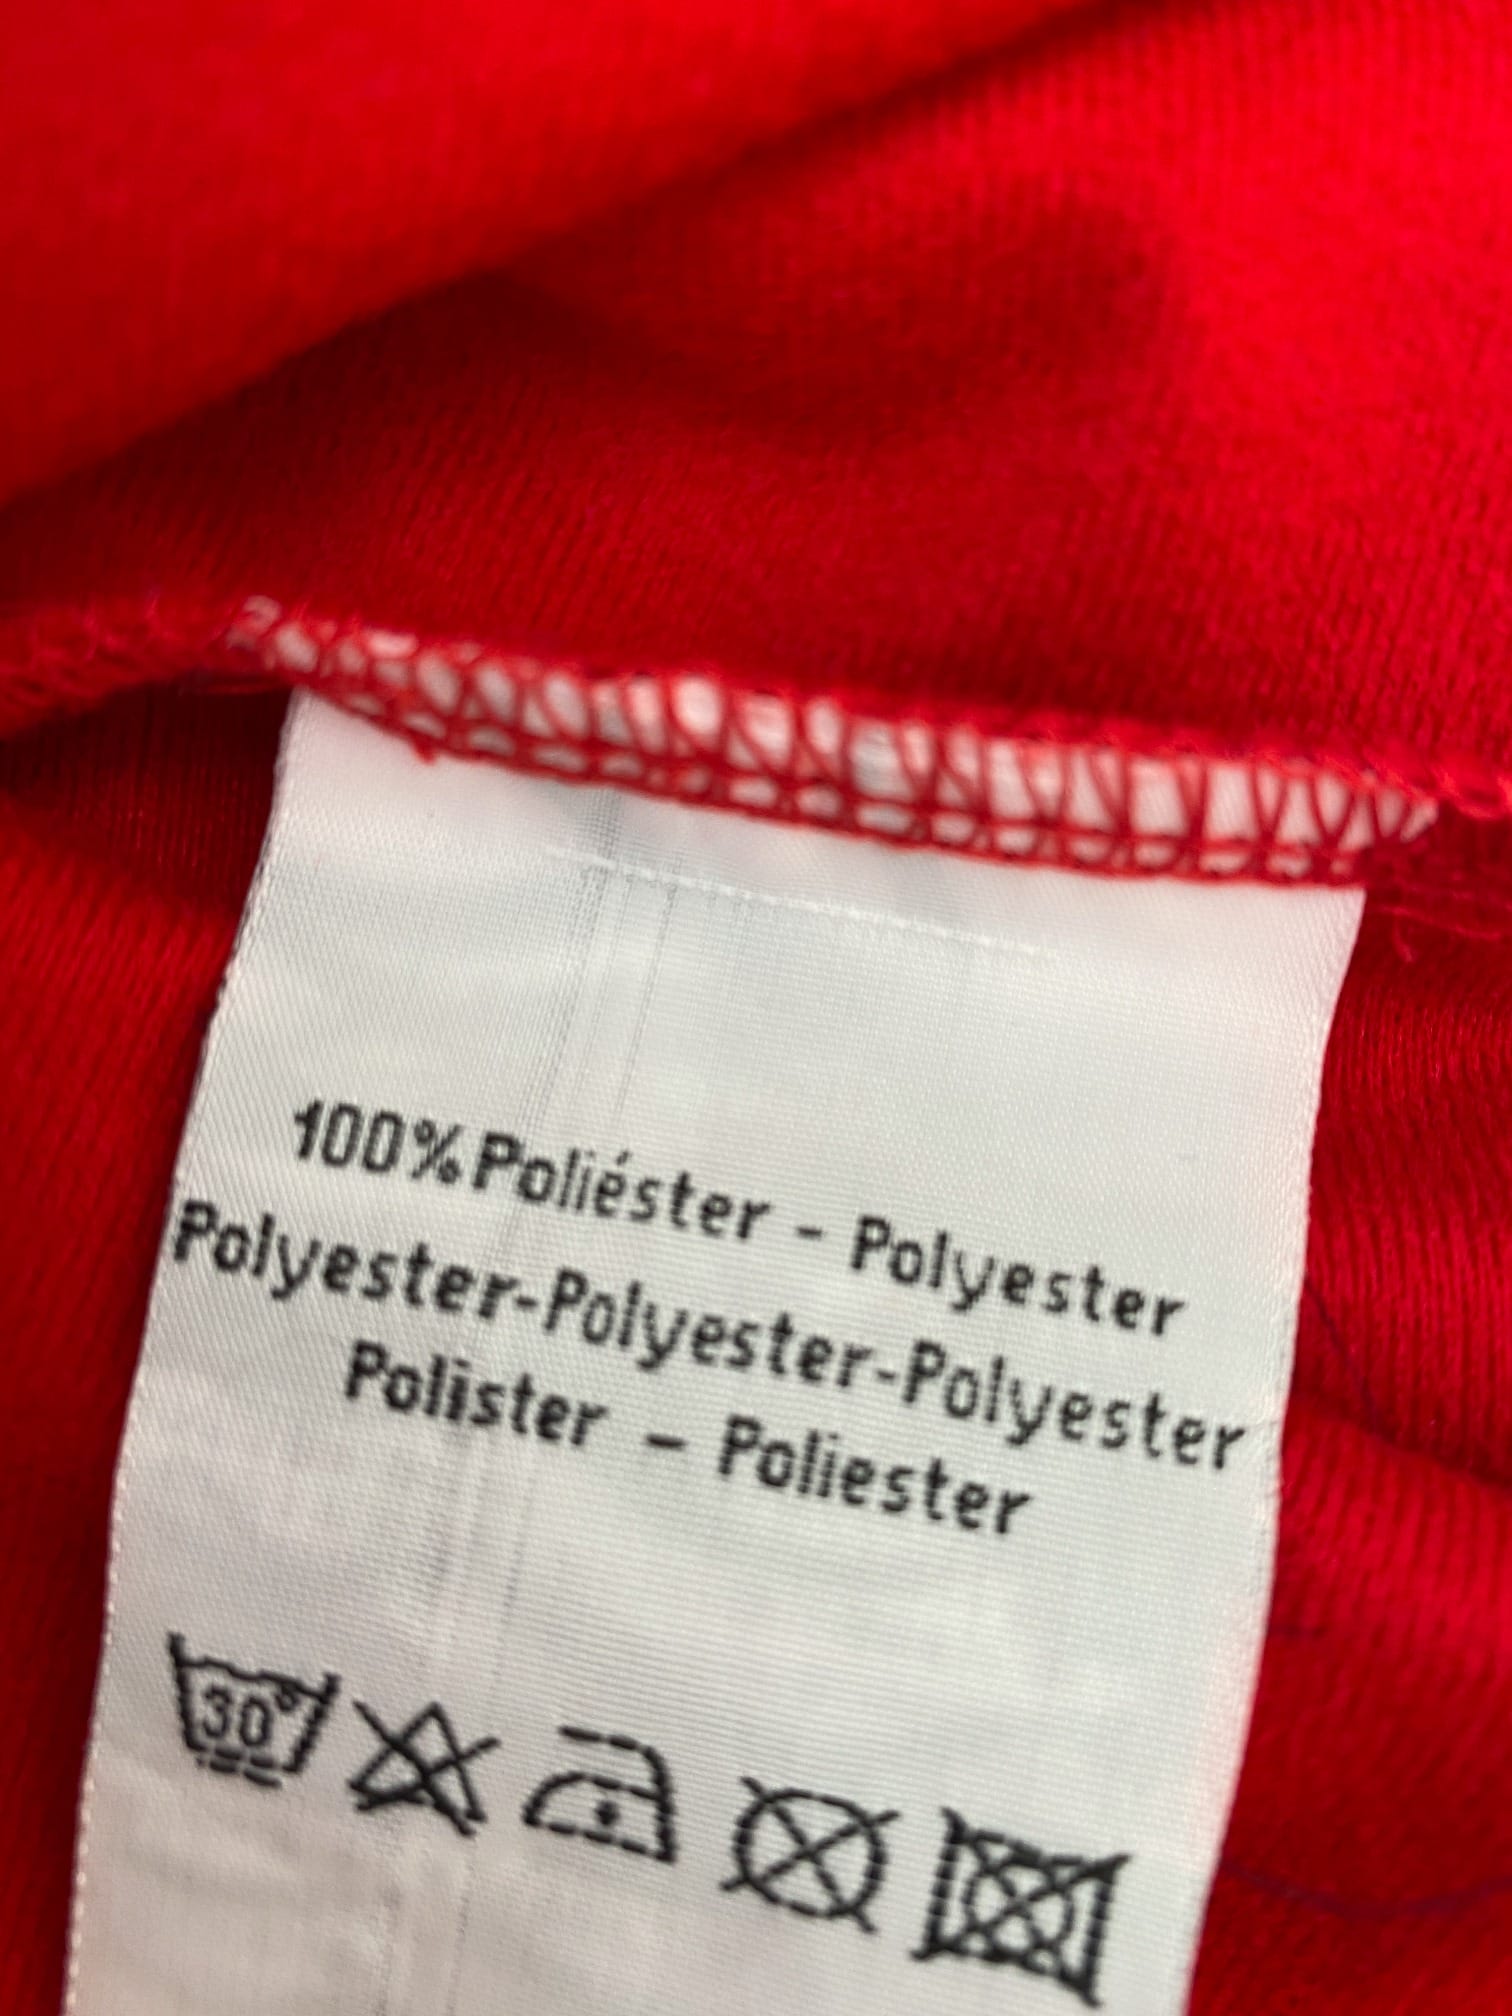 100% Poliéster - Polyester
Polyester-Polyester-Polyester
Polister - Poliester
30°